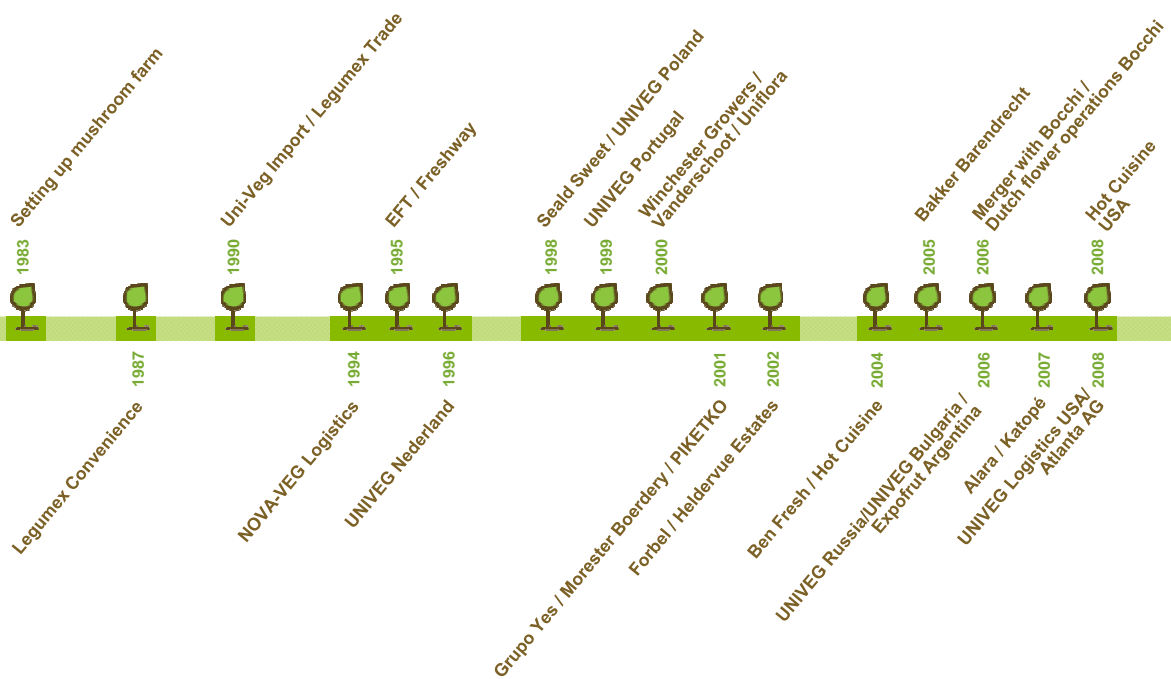 Setting up mushroom farm
1983
Legumex Convenience
1987
Uni-Veg Import / Legumex Trade
1990
NOVA-VEG Logistics
1994
EFT / Freshway
1995
UNIVEG Nederland
1996
Seald Sweet / UNIVEG Poland
1998
UNIVEG Portugal
1999
Winchester Growers /
Vanderschoot / Uniflora
2000
Grupo Yes / Morester Boerdery / PIKETKO
2001
Forbel / Heldervue Estates
2002
Ben Fresh / Hot Cuisine
2004
Bakker Barendrecht
2005
Merger with Bocchi /
Dutch flower operations Bocchi
2006
UNIVEG Russia/UNIVEG Bulgaria /
Expofrut Argentina
2006
Alara / Katopé
2007
Hot Cuisine
USA
2008
UNIVEG Logistics USA/
Atlanta AG
2008